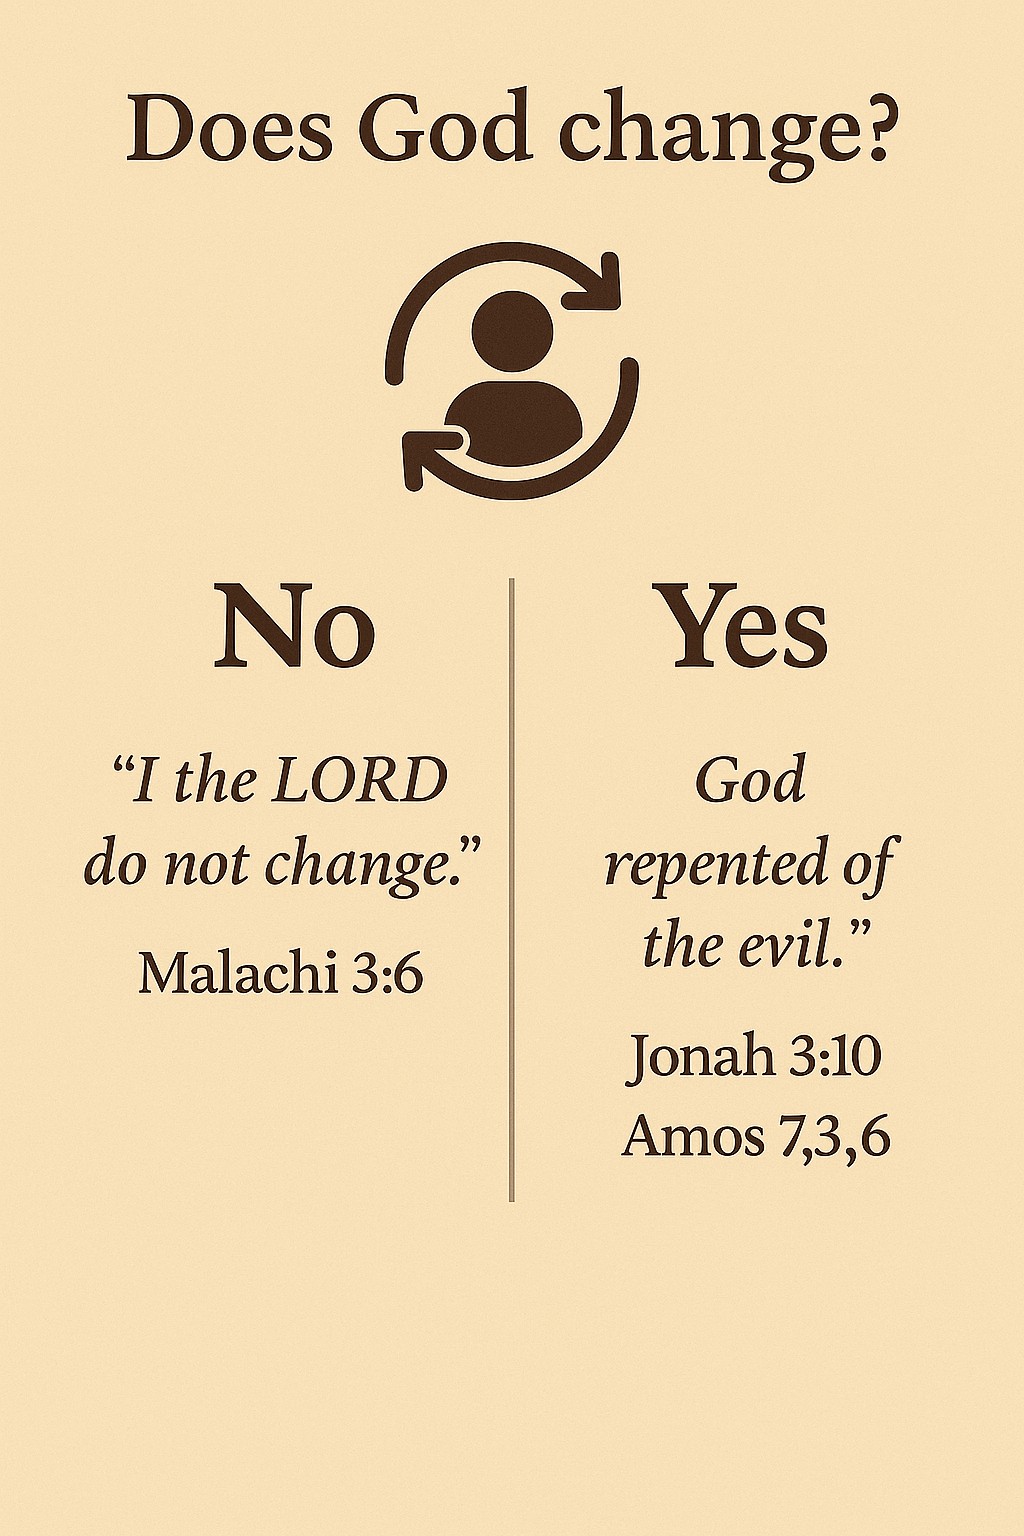 Does God change?
No
“I the LORD
do not change.”
Malachi 3:6
Yes
God
repented of
the evil.”
Jonah 3:10
Amos 7,3,6